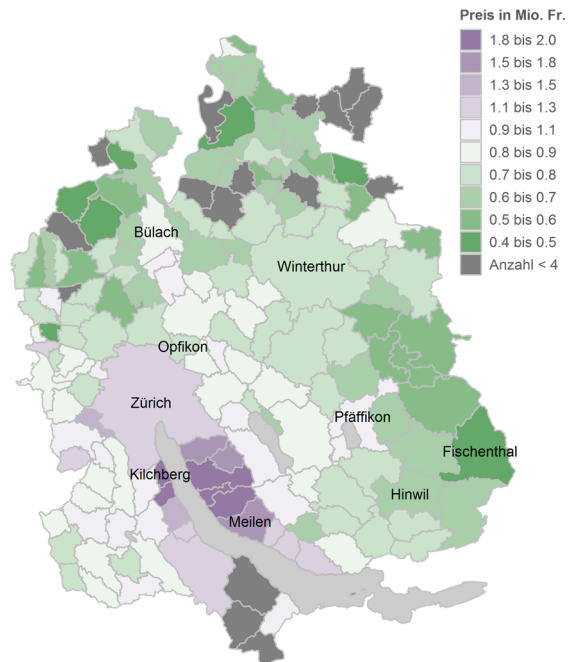 Preis in Mio. Fr.
1.8 bis 2.0
1.5 bis 1.8
1.3 bis 1.5
1.1 bis 1.3
0.9 bis 1.1
0.8 bis 0.9
0.7 bis 0.8
0.6 bis 0.7
0.5 bis 0.6
0.4 bis 0.5
Anzahl < 4
Bülach
Winterthur
Opfikon
Zürich
Pfäffikon
Fischenthal
Kilchberg
Hinwil
Meilen